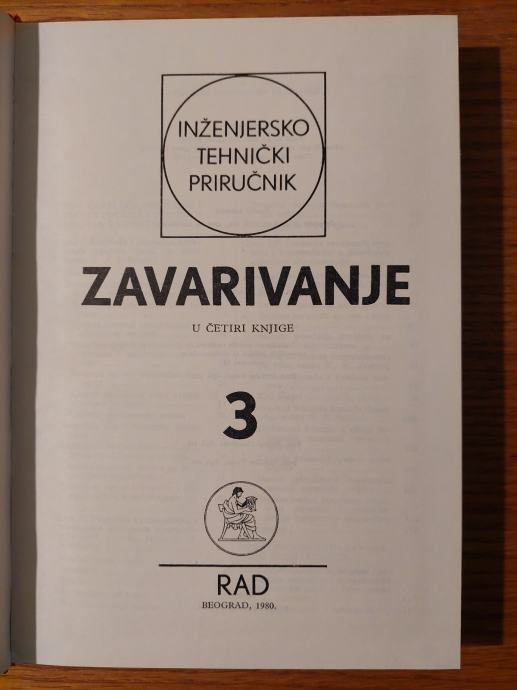 INŽENJERSKO
TEHNIČKI
PRIRUČNIK
ZAVARIVANJE
U ČETIRI KNJIGE
3
RAD
BEOGRAD, 1980.